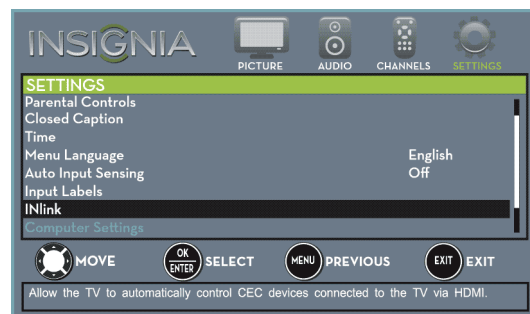 INSIGNIA
PICTURE AUDIO CHANNELS SETTINGS
SETTINGS
Parental Controls
Closed Caption
Time
Menu Language English
Auto Input Sensing Off
Input Labels
INlink
Computer Settings
MOVE OK ENTER SELECT MENU PREVIOUS EXIT EXIT
Allow the TV to automatically control CEC devices connected to the TV via HDMI.